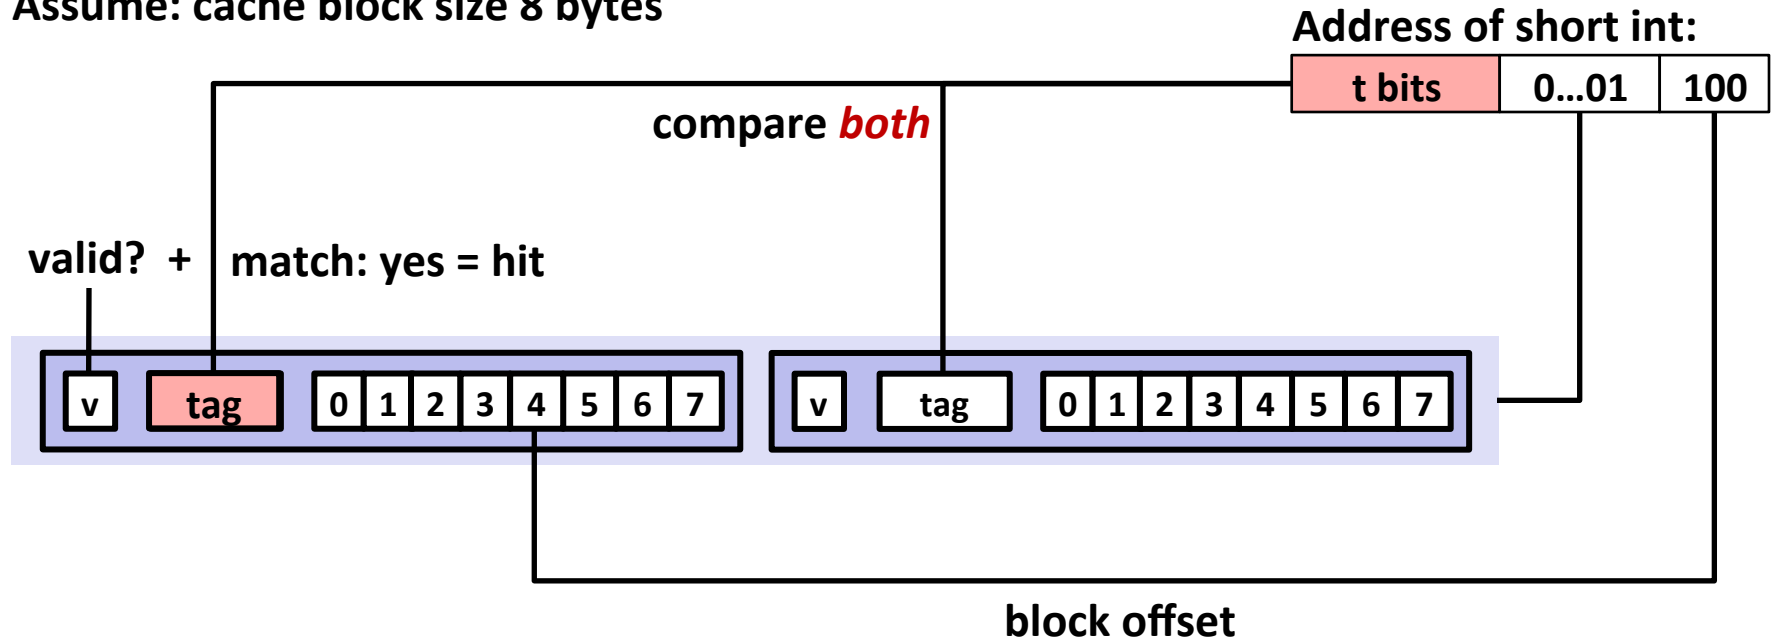 Assume: cache block size 8 bytes
Address of short int:
t bits 0...01 100
compare both
valid? + match: yes = hit
v tag 0 1 2 3 4 5 6 7 v tag 0 1 2 3 4 5 6 7
block offset